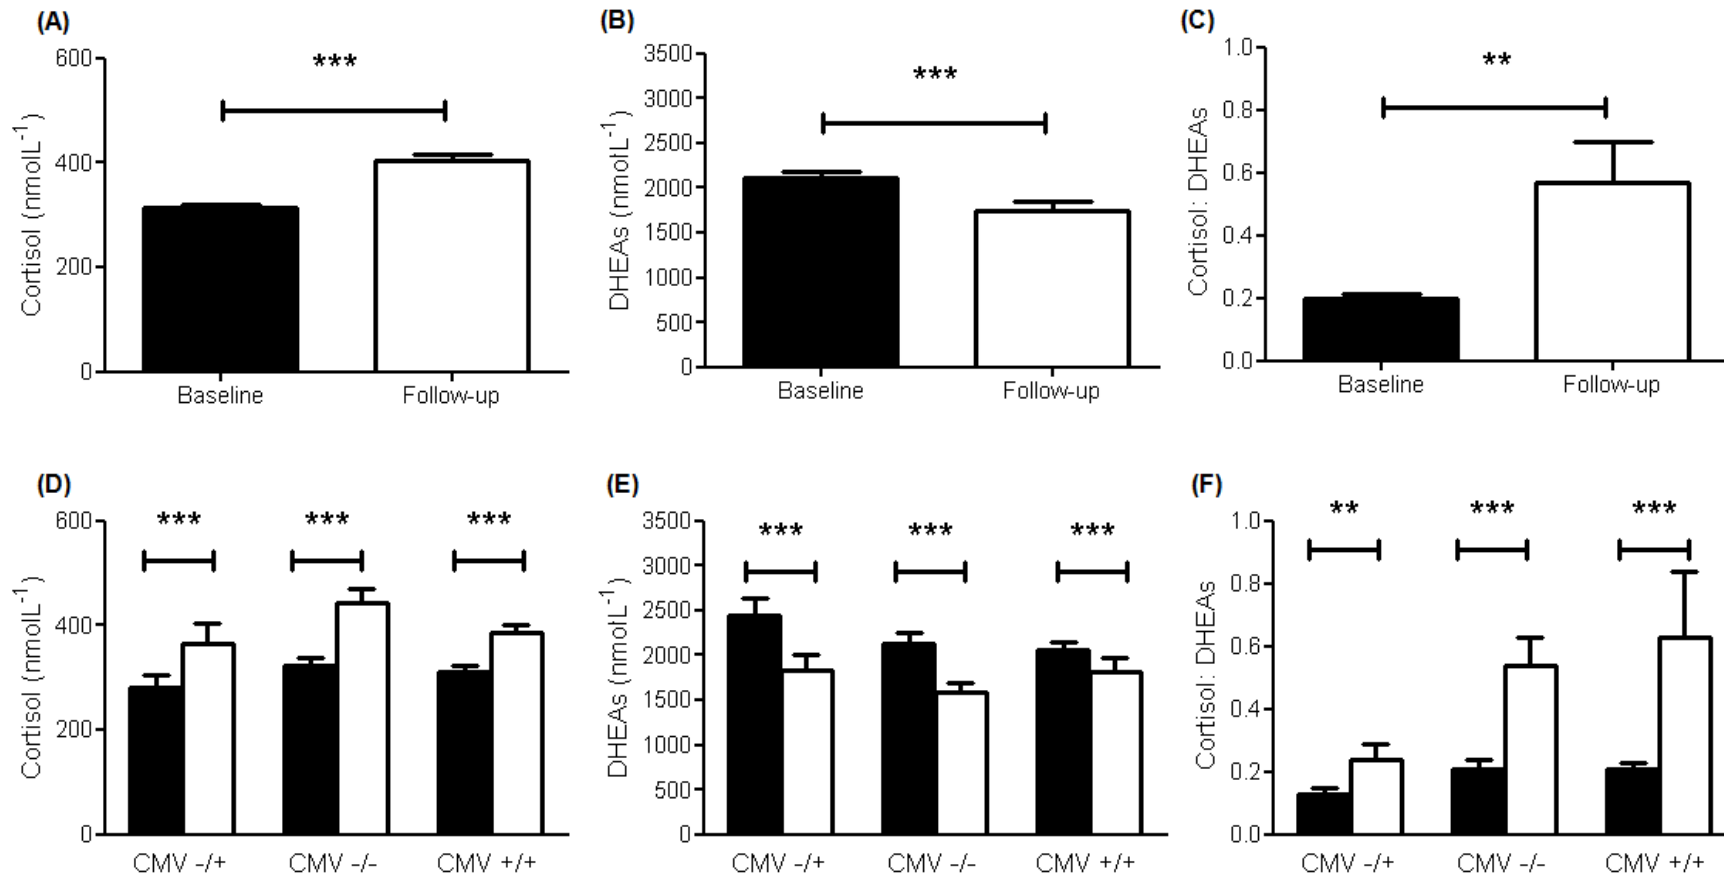 (A)
600
400
200
0
Cortisol (nmolL⁻¹)
***
Baseline
Follow-up
(B)
3500
3000
2500
2000
1500
1000
500
0
DHEAs (nmolL⁻¹)
***
Baseline
Follow-up
(C)
1.0
0.8
0.6
0.4
0.2
0.0
Cortisol: DHEAs
**
Baseline
Follow-up
(D)
600
400
200
0
Cortisol (nmolL⁻¹)
*** *** ***
CMV -/+ CMV -/- CMV +/+
(E)
3500
3000
2500
2000
1500
1000
500
0
DHEAs (nmolL⁻¹)
*** *** ***
CMV -/+ CMV -/- CMV +/+
(F)
1.0
0.8
0.6
0.4
0.2
0.0
Cortisol: DHEAs
** *** ***
CMV -/+ CMV -/- CMV +/+